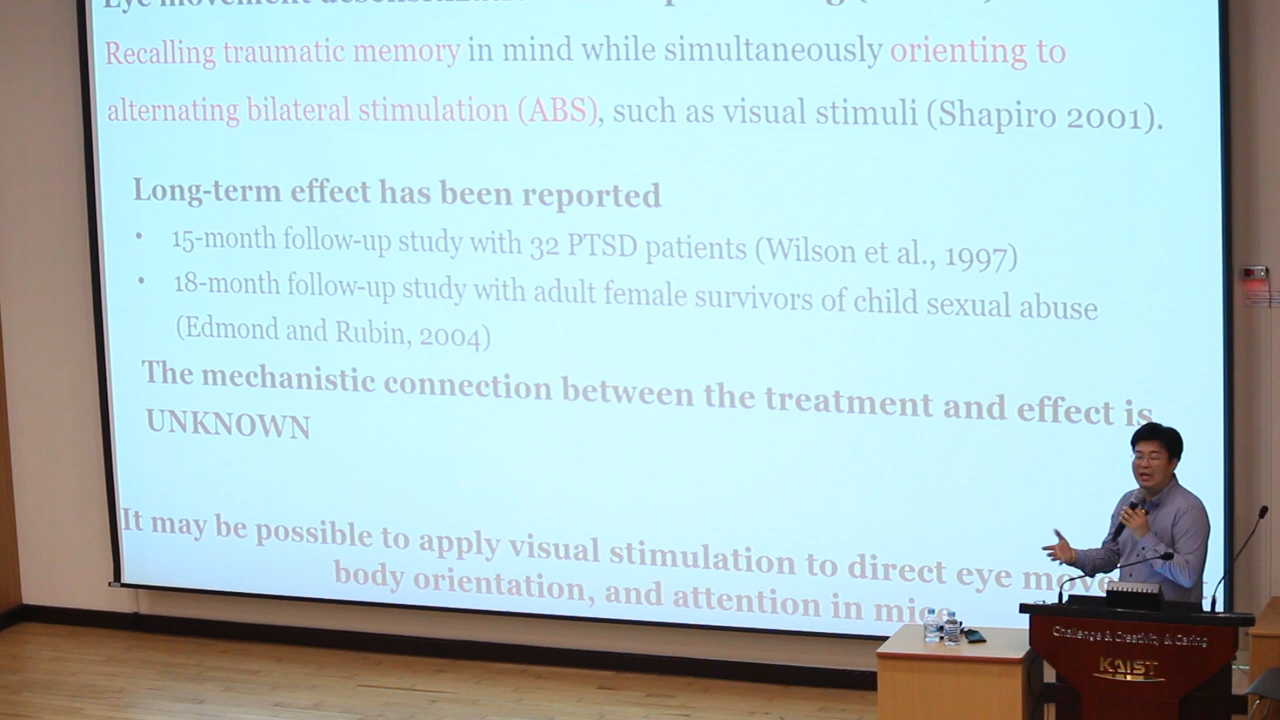 Eye movement
Recalling traumatic memory in mind while simultaneously orienting to
alternating bilateral stimulation (ABS), such as visual stimuli (Shapiro 2001).
Long-term effect has been reported
• 15-month follow-up study with 32 PTSD patients (Wilson et al., 1997)
• 18-month follow-up study with adult female survivors of child sexual abuse
(Edmond and Rubin, 2004)
The mechanistic connection between the treatment and effect is
UNKNOWN
It may be possible to apply visual stimulation to direct eye
body orientation, and attention in mice
Challenge & Creativity & Caring
KAIST